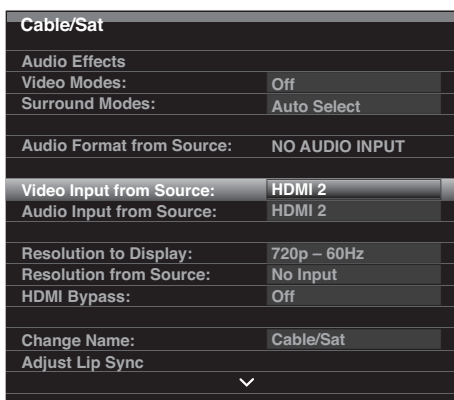 Cable/Sat
Audio Effects
Video Modes: Off
Surround Modes: Auto Select
Audio Format from Source: NO AUDIO INPUT
Video Input from Source: HDMI 2
Audio Input from Source: HDMI 2
Resolution to Display: 720p – 60Hz
Resolution from Source: No Input
HDMI Bypass: Off
Change Name: Cable/Sat
Adjust Lip Sync